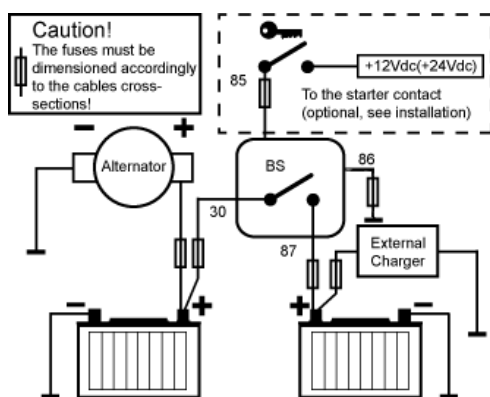 Caution!
The fuses must be
dimensioned accordingly
to the cables cross-
sections!
+12Vdc(+24Vdc)
85
To the starter contact
(optional, see installation)
− +
Alternator
BS
86
30
87
External
Charger
− +
+ −